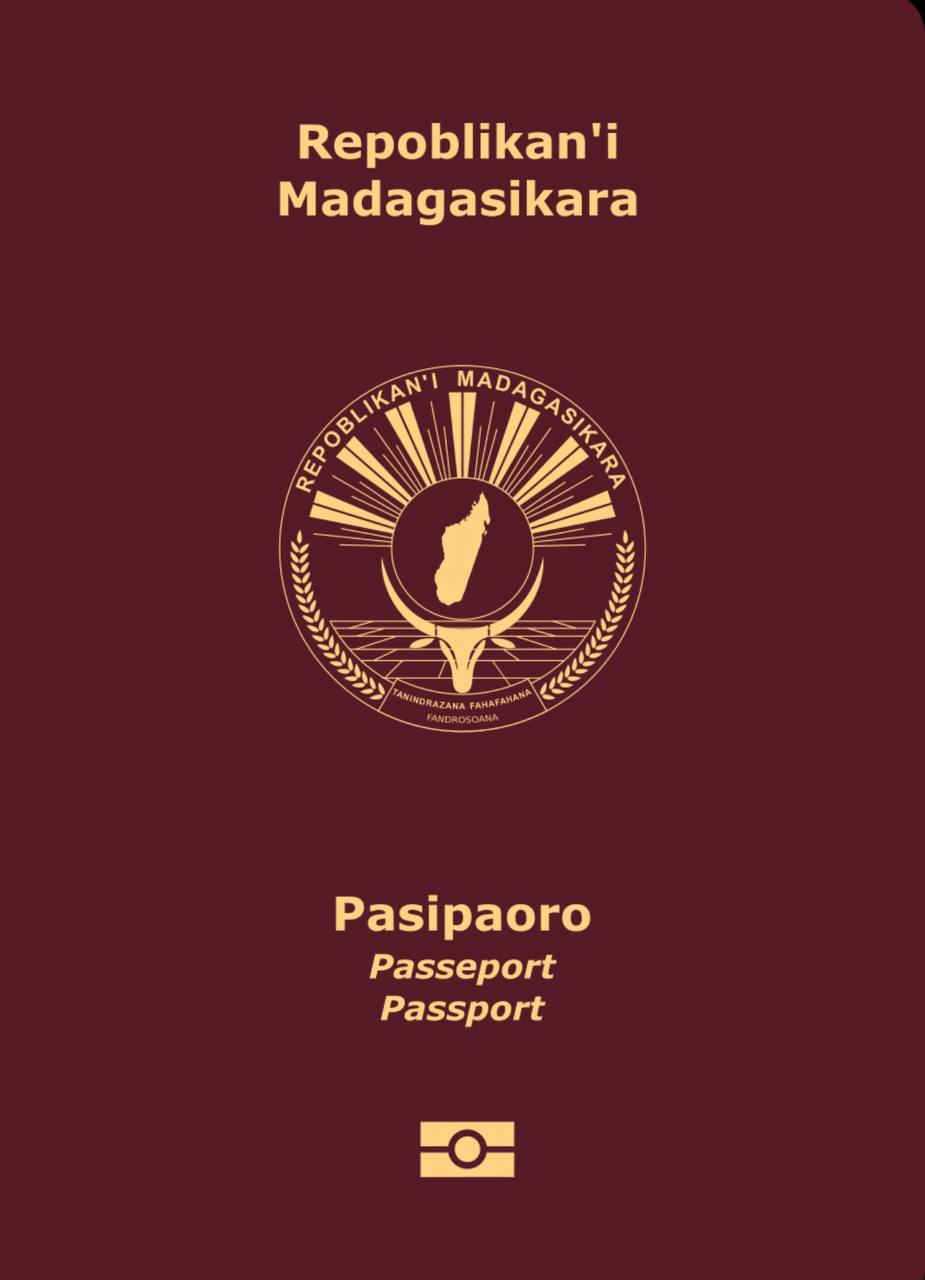 Repoblikan'i
Madagasikara
REPOBLIKAN'I MADAGASIKARA
TANINDRAZANA FAHAFAHANA
FANDROSOANA
Pasipaoro
Passeport
Passport